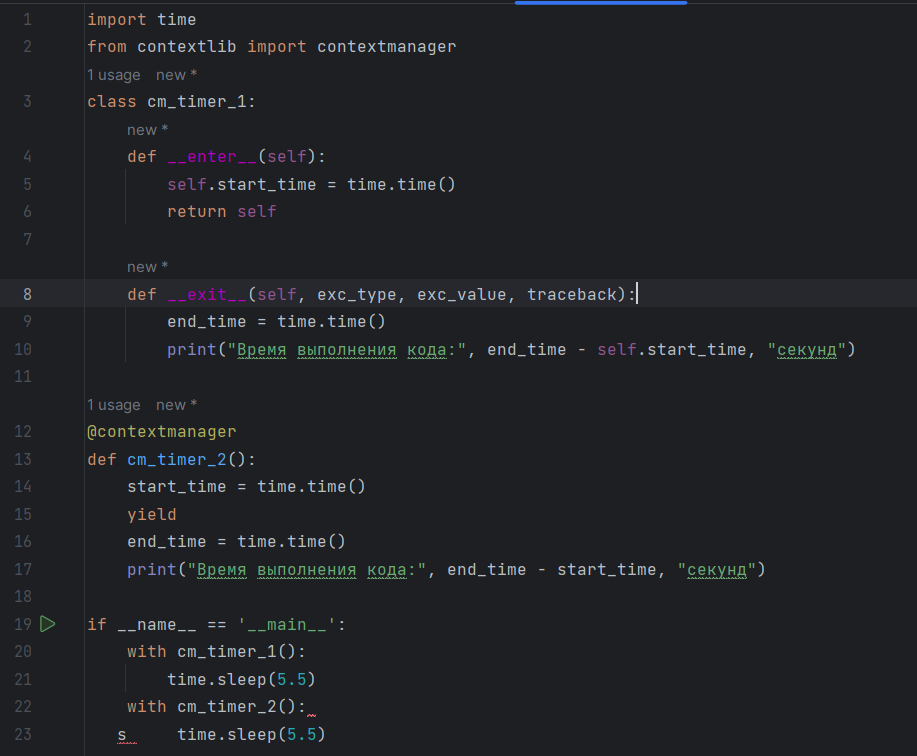 1 import time
2 from contextlib import contextmanager
1 usage new *
3 class cm_timer_1:
new *
4     def __enter__(self):
5         self.start_time = time.time()
6         return self
7
new *
8     def __exit__(self, exc_type, exc_value, traceback):
9         end_time = time.time()
10         print("Время выполнения кода:", end_time - self.start_time, "секунд")
11
1 usage new *
12 @contextmanager
13 def cm_timer_2():
14     start_time = time.time()
15     yield
16     end_time = time.time()
17     print("Время выполнения кода:", end_time - start_time, "секунд")
18
19 if __name__ == '__main__':
20     with cm_timer_1():
21         time.sleep(5.5)
22     with cm_timer_2():
23    s     time.sleep(5.5)